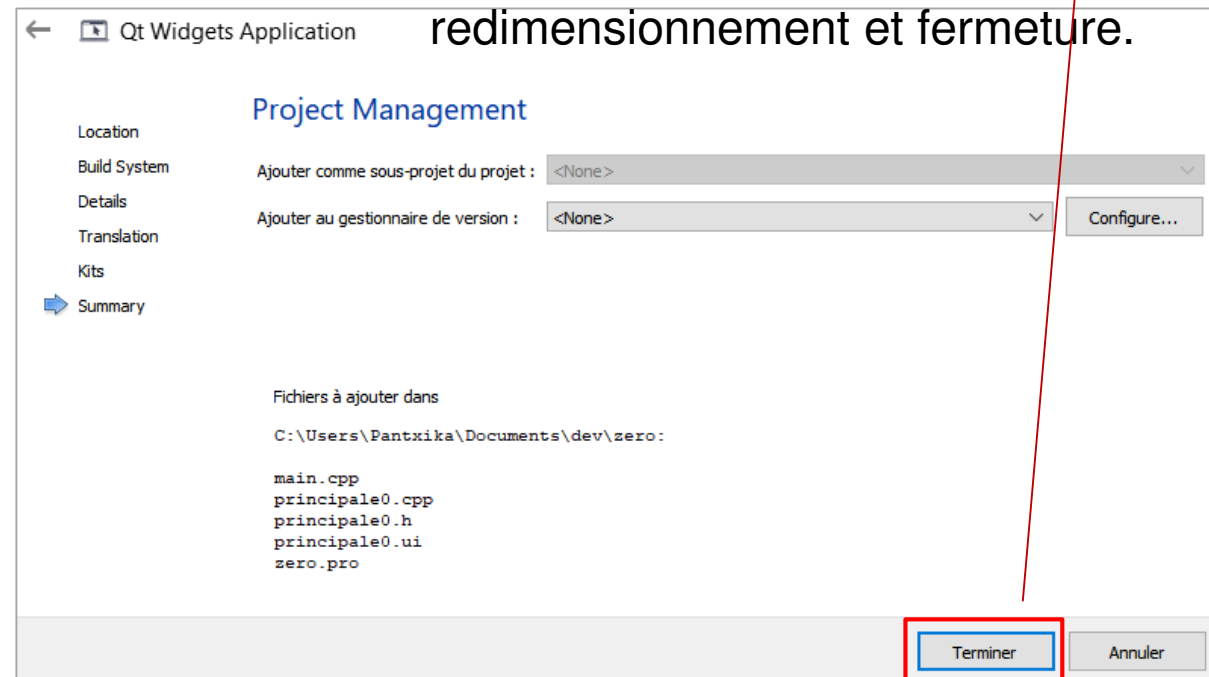 redimensionnement et fermeture.
Qt Widgets Application
Project Management
Location
Build System
Details
Translation
Kits
Summary
Ajouter comme sous-projet du projet : <None>
Ajouter au gestionnaire de version : <None> Configure...
Fichiers à ajouter dans
C:\Users\Pantxika\Documents\dev\zero:
main.cpp
principale0.cpp
principale0.h
principale0.ui
zero.pro
Terminer Annuler